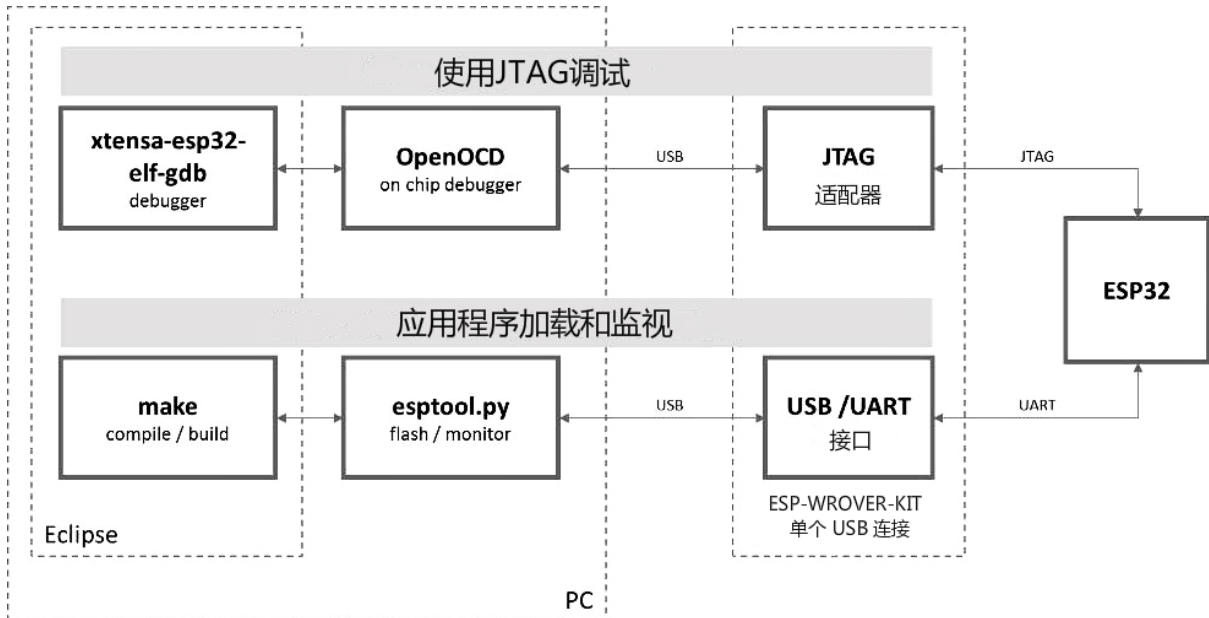 使用JTAG调试
xtensa-esp32-
elf-gdb
debugger
OpenOCD
on chip debugger
USB
JTAG
适配器
JTAG
ESP32
应用程序加载和监视
make
compile / build
esptool.py
flash / monitor
USB
USB /UART
接口
UART
ESP-WROVER-KIT
单个 USB 连接
Eclipse
PC